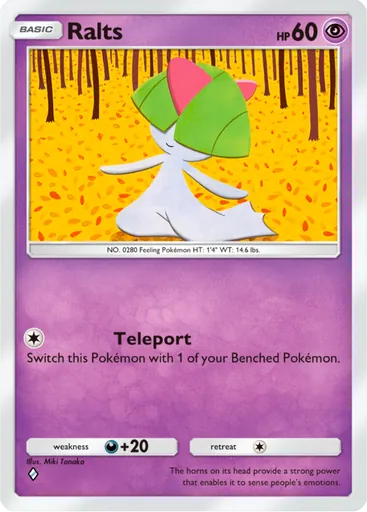 BASIC Ralts HP 60
NO. 0280 Feeling Pokémon HT: 1'4" WT: 14.6 lbs.
Teleport
Switch this Pokémon with 1 of your Benched Pokémon.
weakness +20 retreat
Illus. Miki Tanaka
The horns on its head provide a strong power
that enables it to sense people's emotions.